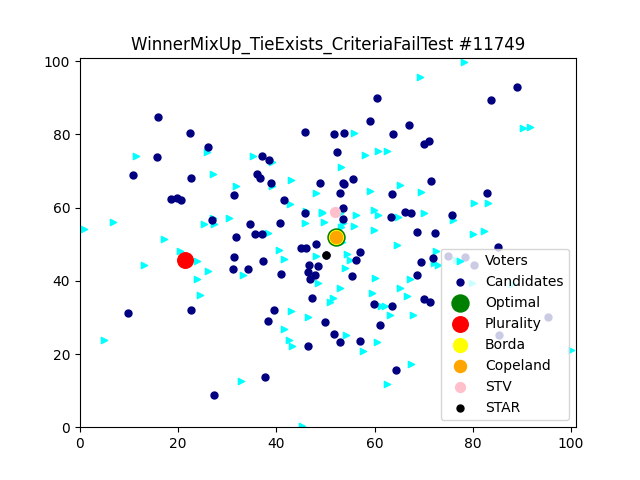 WinnerMixUp_TieExists_CriteriaFailTest #11749
100
80
60
40
20
0
0
20
40
60
80
100
Voters
Candidates
Optimal
Plurality
Borda
Copeland
STV
STAR